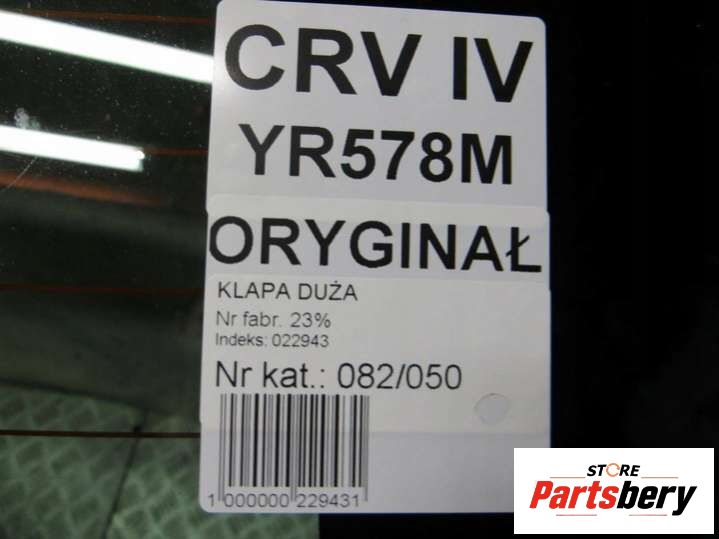 CRV IV
YR578M
ORYGINAŁ
KLAPA DUŻA
Nr fabr. 23%
Indeks: 022943
Nr kat.: 082/050
1 000000 229431
STORE
Partsbery